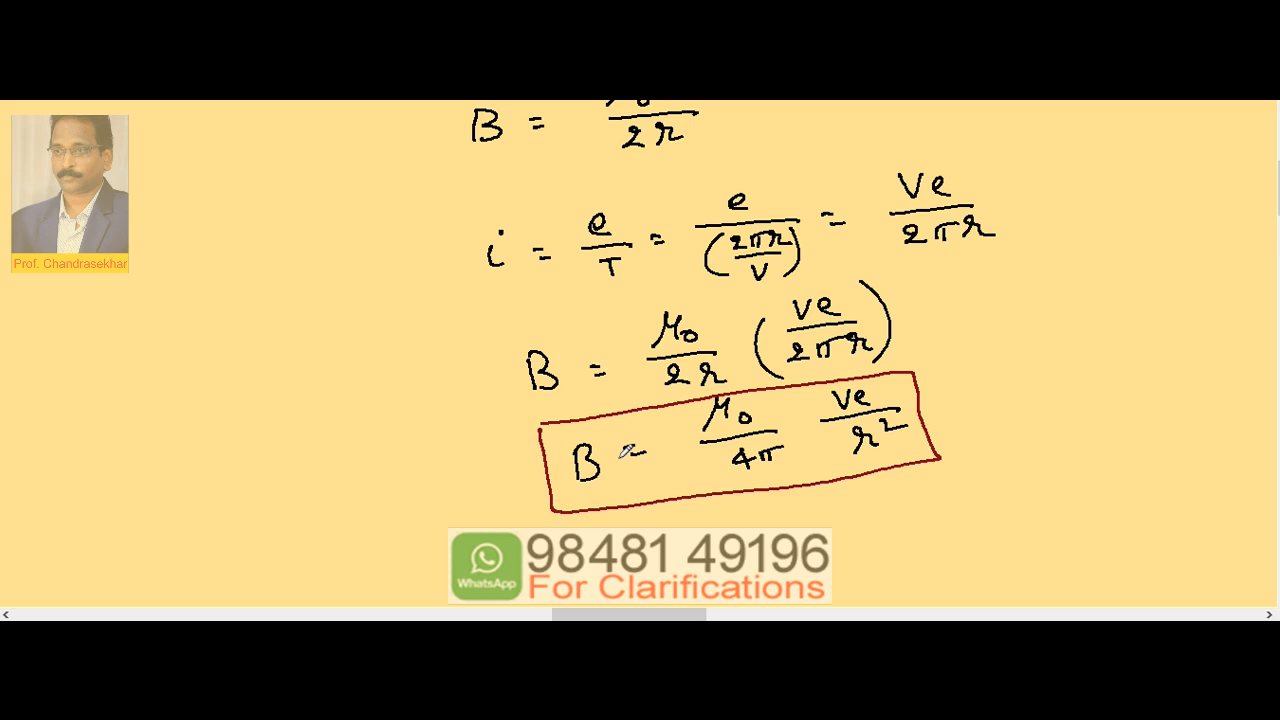 B = μ₀ / 2r
i = e/T = e/(2πr/V) = Ve/2πr
B = μ₀/2r (Ve/2πr)
B = μ₀/4π Ve/r²
Prof. Chandrasekhar
WhatsApp
98481 49196
For Clarifications